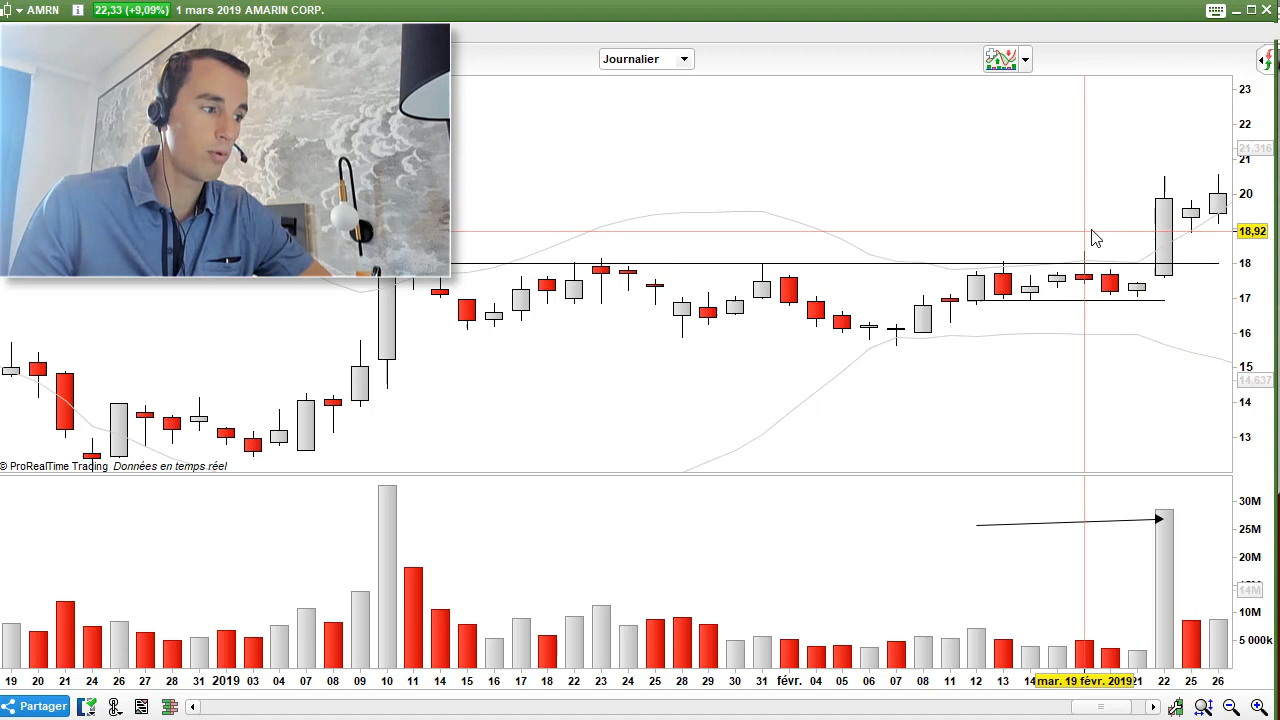 AMRN 22,33 (+9,09%) 1 mars 2019 AMARIN CORP.
Journalier
23
22
21,316
21
20
18,92
18
17
16
15
14,637
14
13
© ProRealTime Trading Données en temps réel
30M
25M
20M
14M
10M
5 000k
19 20 21 24 26 27 28 31 2019 03 04 07 08 09 10 11 14 15 16 17 18 22 23 24 25 28 29 30 31 févr. 04 05 06 07 08 11 12 13 14 mar. 19 févr. 2019 21 22 25 26
Partager